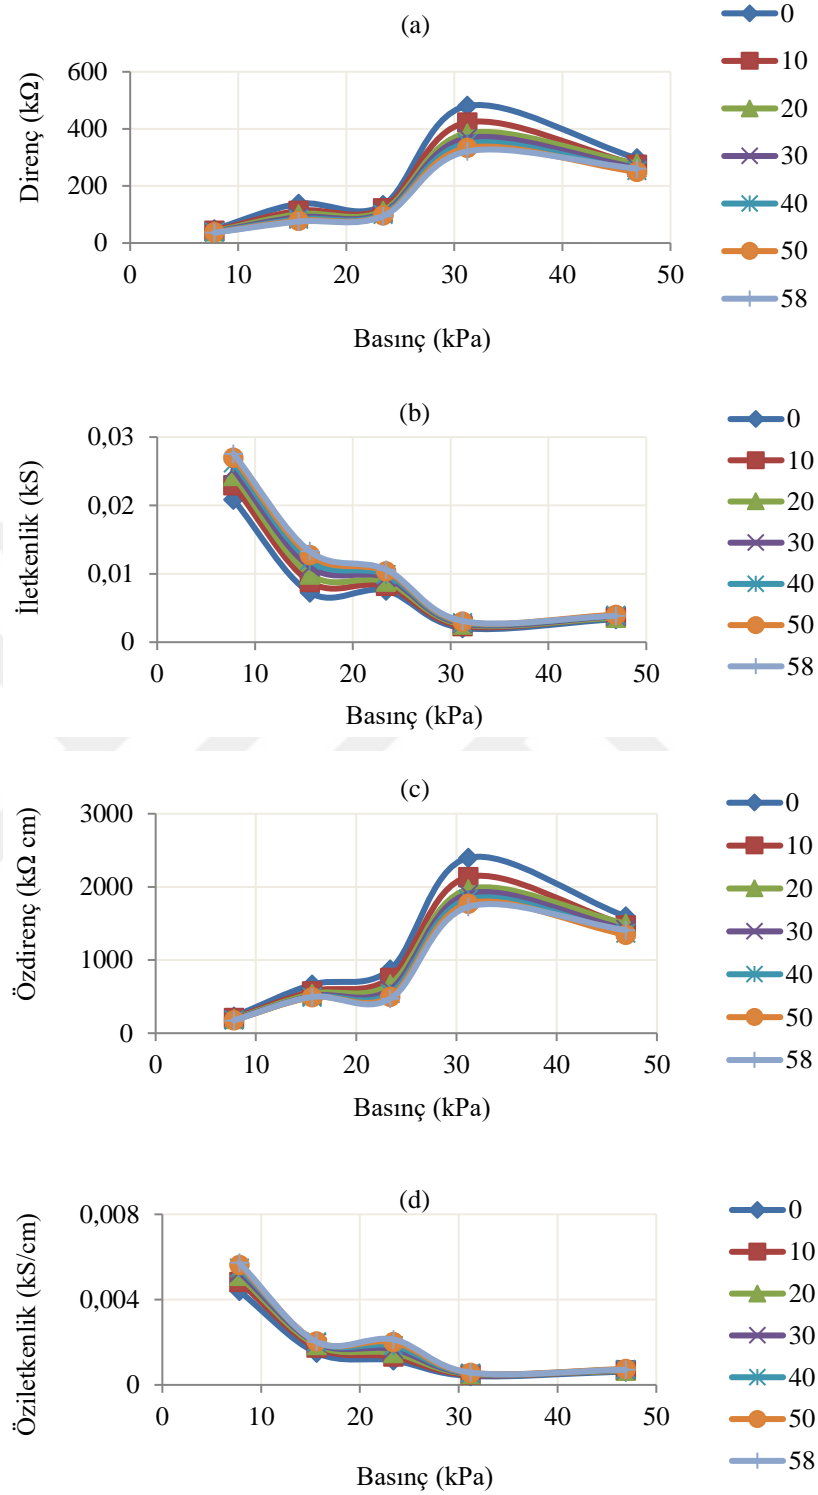 (a)
Direnç (kΩ)
600
400
200
0
0 10 20 30 40 50
Basınç (kPa)
0
10
20
30
40
50
58
(b)
İletkenlik (kS)
0,03
0,02
0,01
0
0 10 20 30 40 50
Basınç (kPa)
0
10
20
30
40
50
58
(c)
Özdirenç (kΩ cm)
3000
2000
1000
0
0 10 20 30 40 50
Basınç (kPa)
0
10
20
30
40
50
58
(d)
Öziletkenlik (kS/cm)
0,008
0,004
0
0 10 20 30 40 50
Basınç (kPa)
0
10
20
30
40
50
58